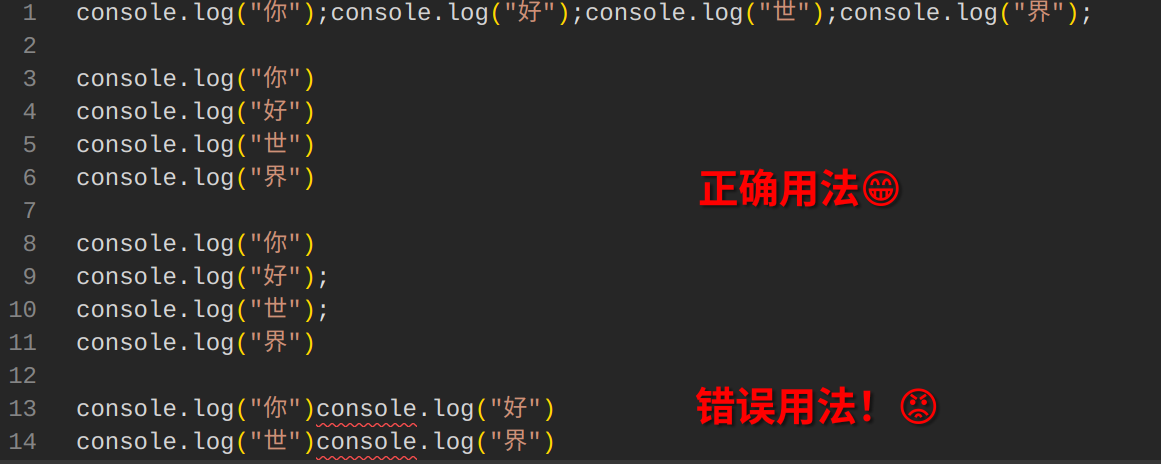 1 console.log("你");console.log("好");console.log("世");console.log("界");
2
3 console.log("你")
4 console.log("好")
5 console.log("世")
6 console.log("界")
正确用法😁
7
8 console.log("你")
9 console.log("好");
10 console.log("世");
11 console.log("界")
12
13 console.log("你")console.log("好")
错误用法！😡
14 console.log("世")console.log("界")